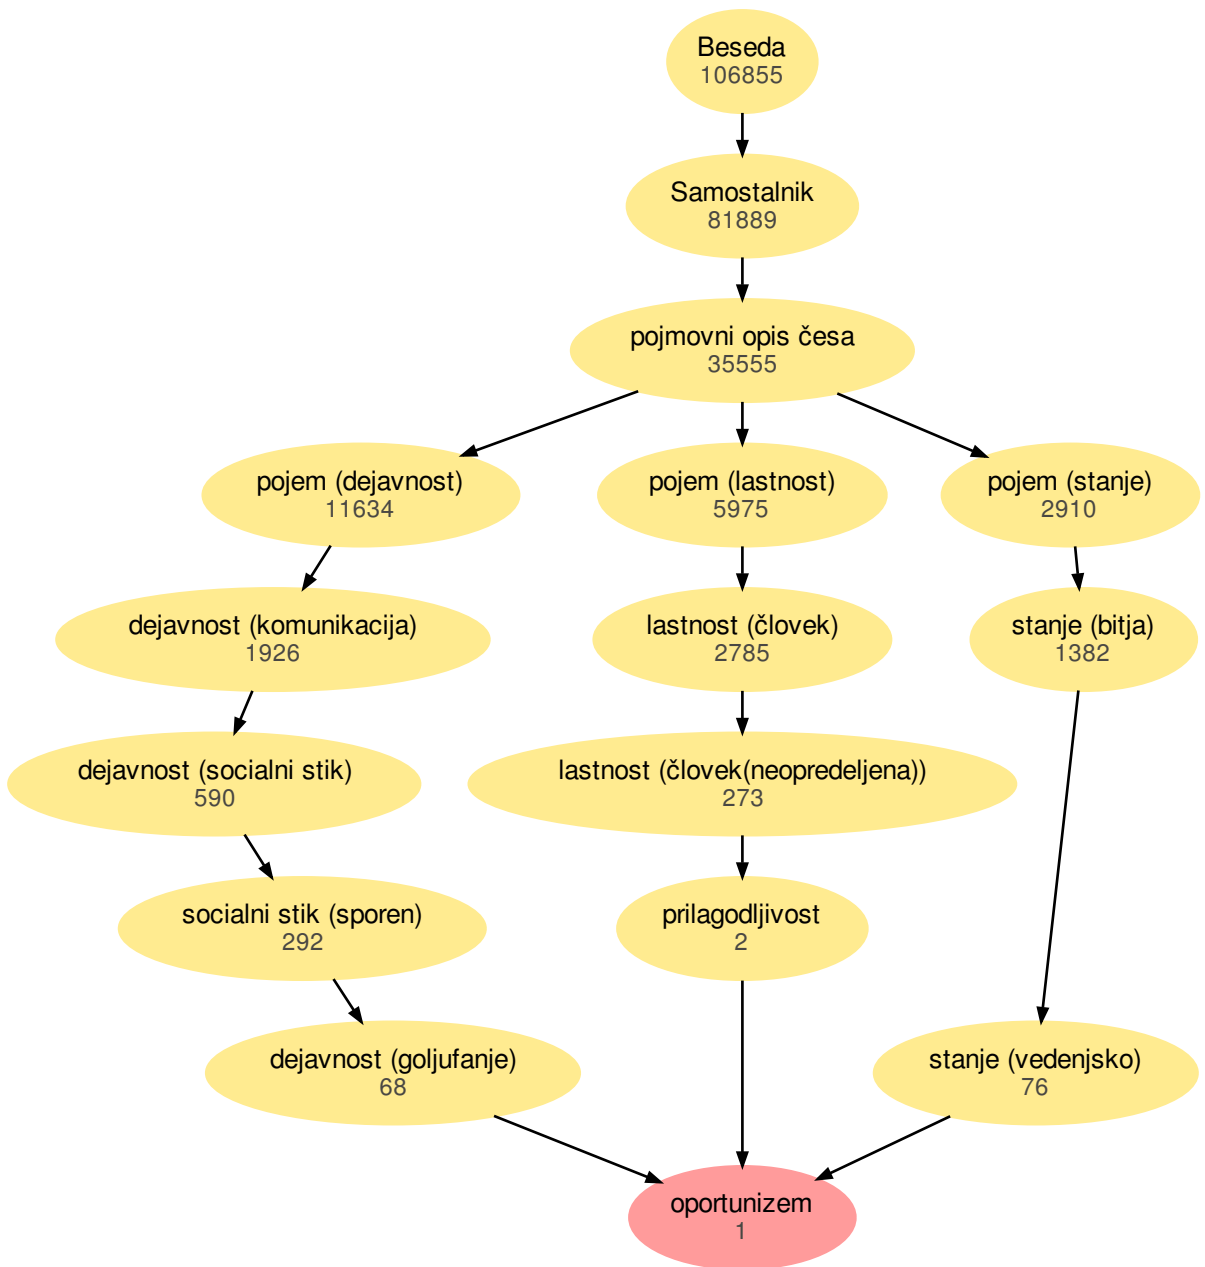 Beseda
106855
Samostalnik
81889
pojmovni opis česa
35555
pojem (dejavnost)
11634
pojem (lastnost)
5975
pojem (stanje)
2910
dejavnost (komunikacija)
1926
lastnost (človek)
2785
stanje (bitja)
1382
dejavnost (socialni stik)
590
lastnost (človek(neopredeljena))
273
socialni stik (sporen)
292
prilagodljivost
2
dejavnost (goljufanje)
68
stanje (vedenjsko)
76
oportunizem
1